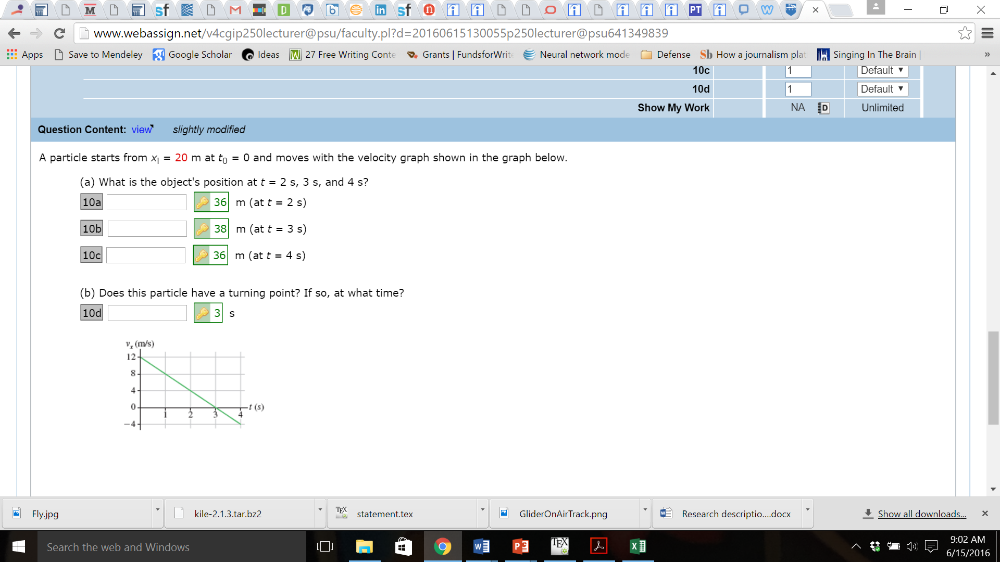 www.webassign.net/v4cgip250lecturer@psu/faculty.pl?d=20160615130055p250lecturer@psu641349839
Apps Save to Mendeley Google Scholar Ideas 27 Free Writing Conte Grants | FundsforWrite Neural network mode Defense How a journalism plat Singing In The Brain |
10c 1 Default
10d 1 Default
Show My Work NA D Unlimited
Question Content: view slightly modified
A particle starts from xi = 20 m at t0 = 0 and moves with the velocity graph shown in the graph below.
(a) What is the object's position at t = 2 s, 3 s, and 4 s?
10a 36 m (at t = 2 s)
10b 38 m (at t = 3 s)
10c 36 m (at t = 4 s)
(b) Does this particle have a turning point? If so, at what time?
10d 3 s
vx (m/s)
12
8
4
0 t (s)
1 2 3 4
−4
Fly.jpg kile-2.1.3.tar.bz2 statement.tex GliderOnAirTrack.png Research descriptio....docx Show all downloads...
Search the web and Windows
9:02 AM
6/15/2016